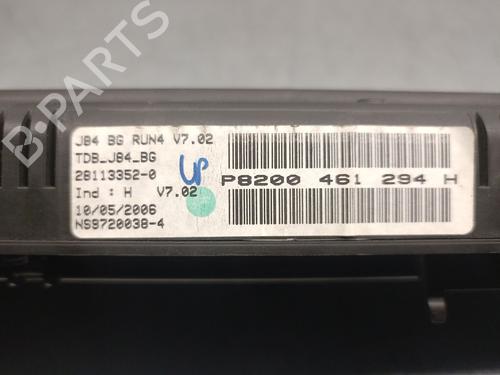 JB4 BG RUN4 V7.02
TDB_JB4_BG
28113352-0
Ind : H V7.02
10/05/2006
NS9720038-4
UP
P8200 461 294 H
B-PARTS